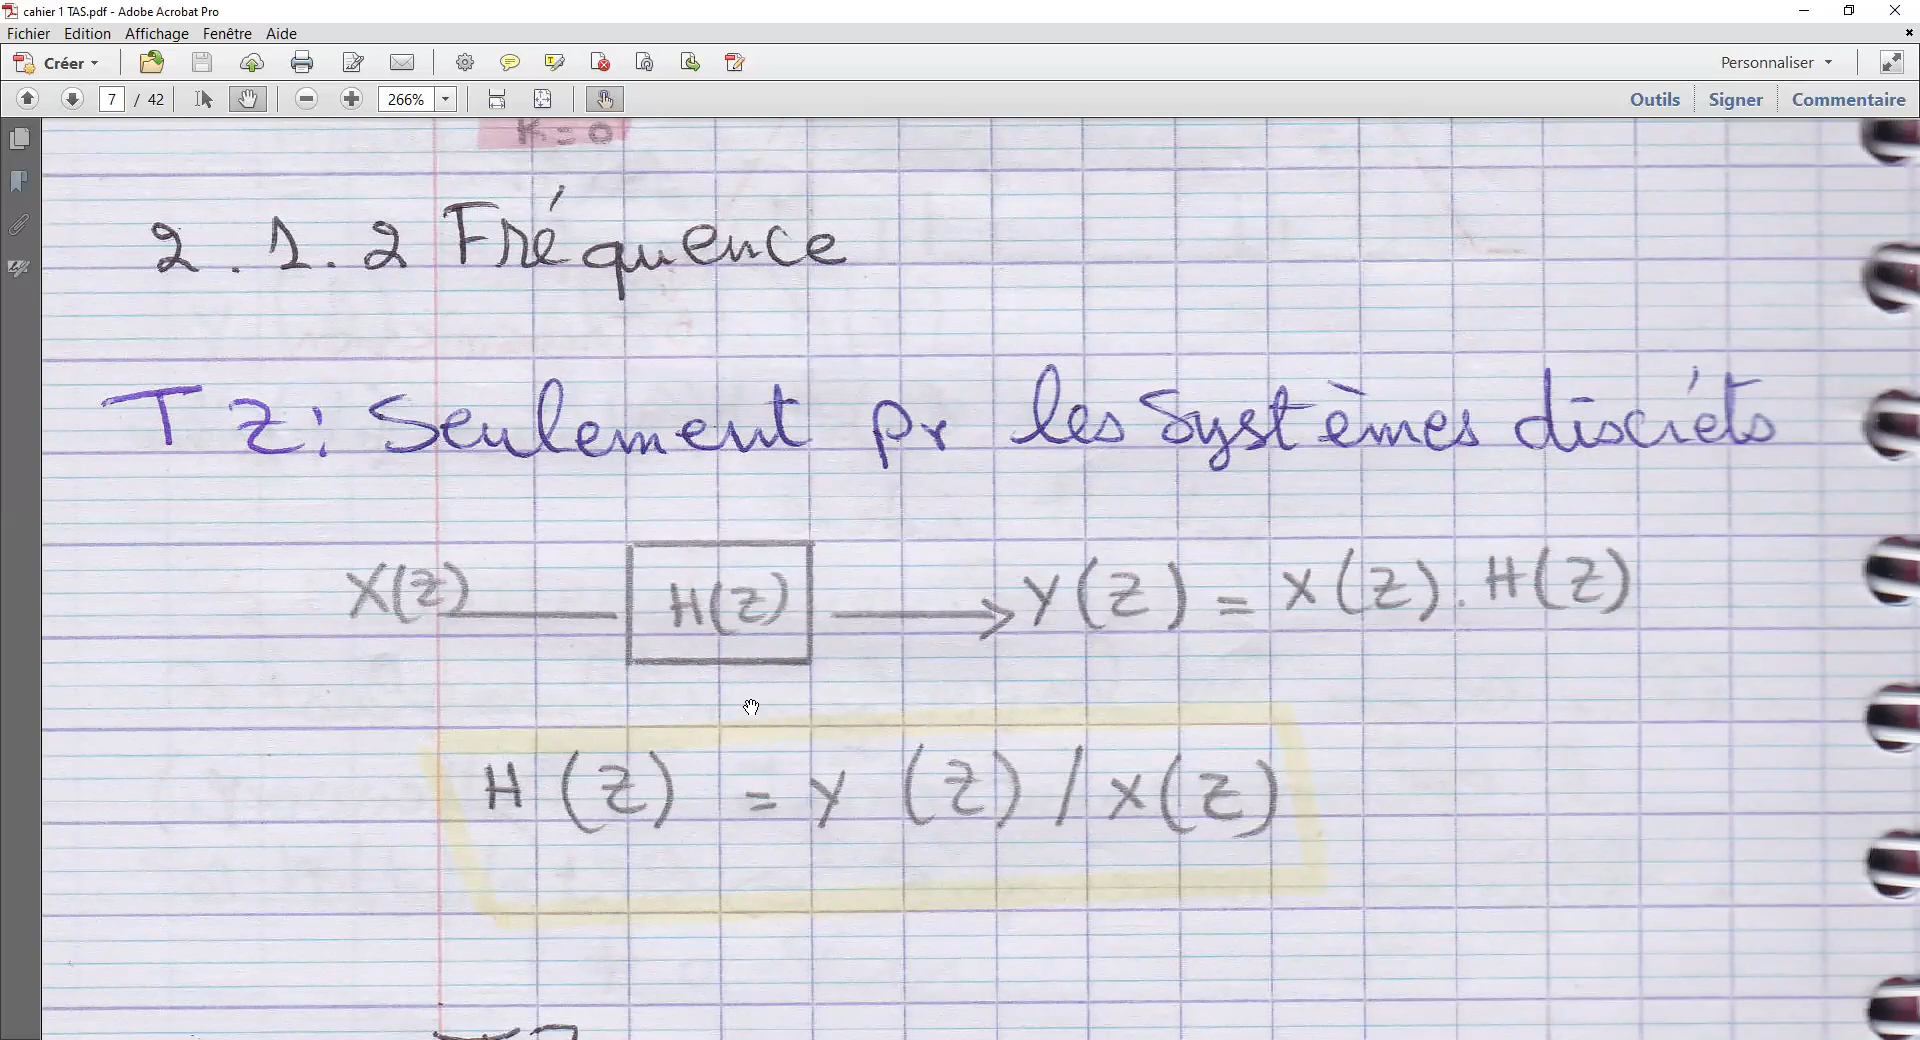 cahier 1 TAS.pdf - Adobe Acrobat Pro
Fichier Edition Affichage Fenêtre Aide
Créer Personnaliser
7 / 42 266% Outils Signer Commentaire
K = 0
2.1.2 Fréquence
TZ: Seulement pr les Systèmes discréts
X(Z) H(Z) Y(Z) = X(Z). H(Z)
H(Z) = Y(Z) / X(Z)